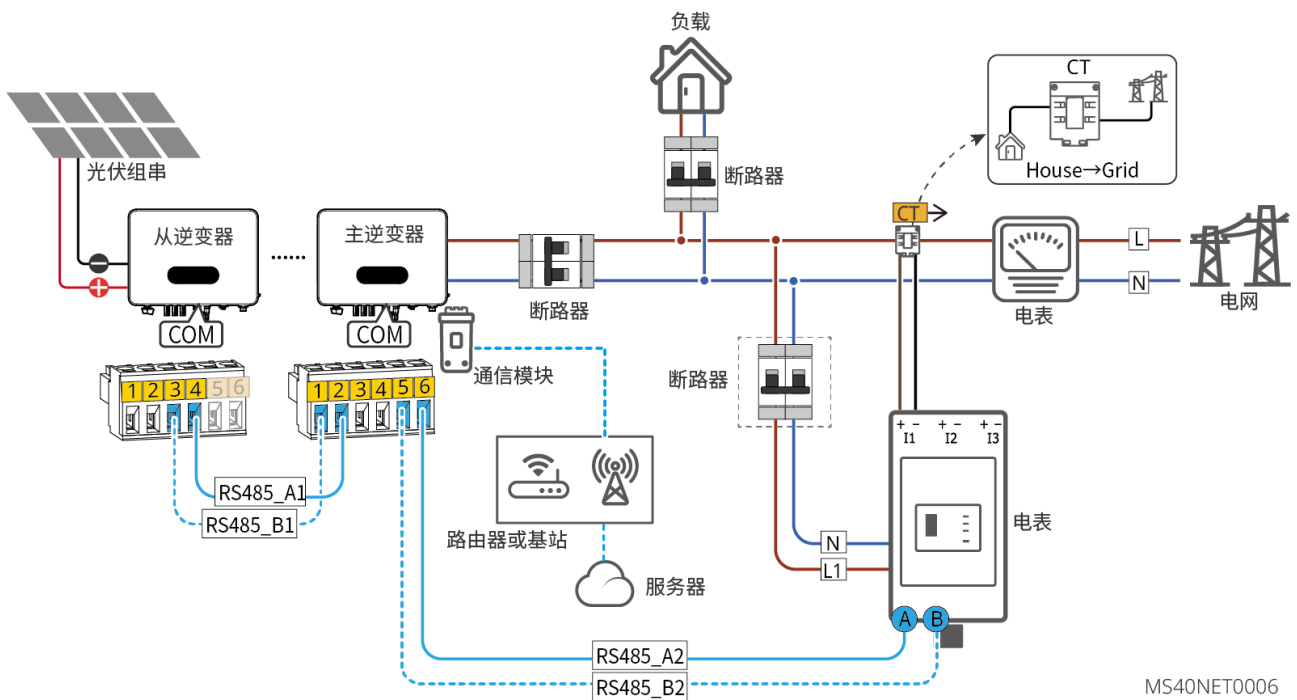 负载
CT
House→Grid
光伏组串
断路器
CT
从逆变器
......
主逆变器
L
N
断路器
电表
电网
COM
COM
通信模块
断路器
1 2 3 4 5 6
1 2 3 4 5 6
+ - + - + -
I1 I2 I3
RS485_A1
RS485_B1
路由器或基站
电表
N
L1
服务器
A B
RS485_A2
RS485_B2
MS40NET0006